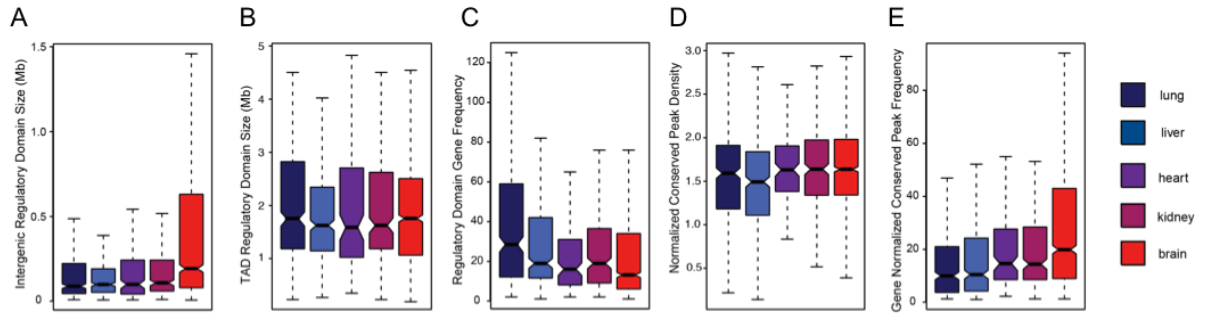 A
B
C
D
E
Intergenic Regulatory Domain Size (Mb)
1.5
1.0
0.5
0
TAD Regulatory Domain Size (Mb)
5
4
3
2
1
Regulatory Domain Gene Frequency
120
80
60
40
20
0
Normalized Conserved Peak Density
3.0
2.5
2.0
1.5
1.0
0.5
Gene Normalized Conserved Peak Frequency
80
60
40
20
0
lung
liver
heart
kidney
brain